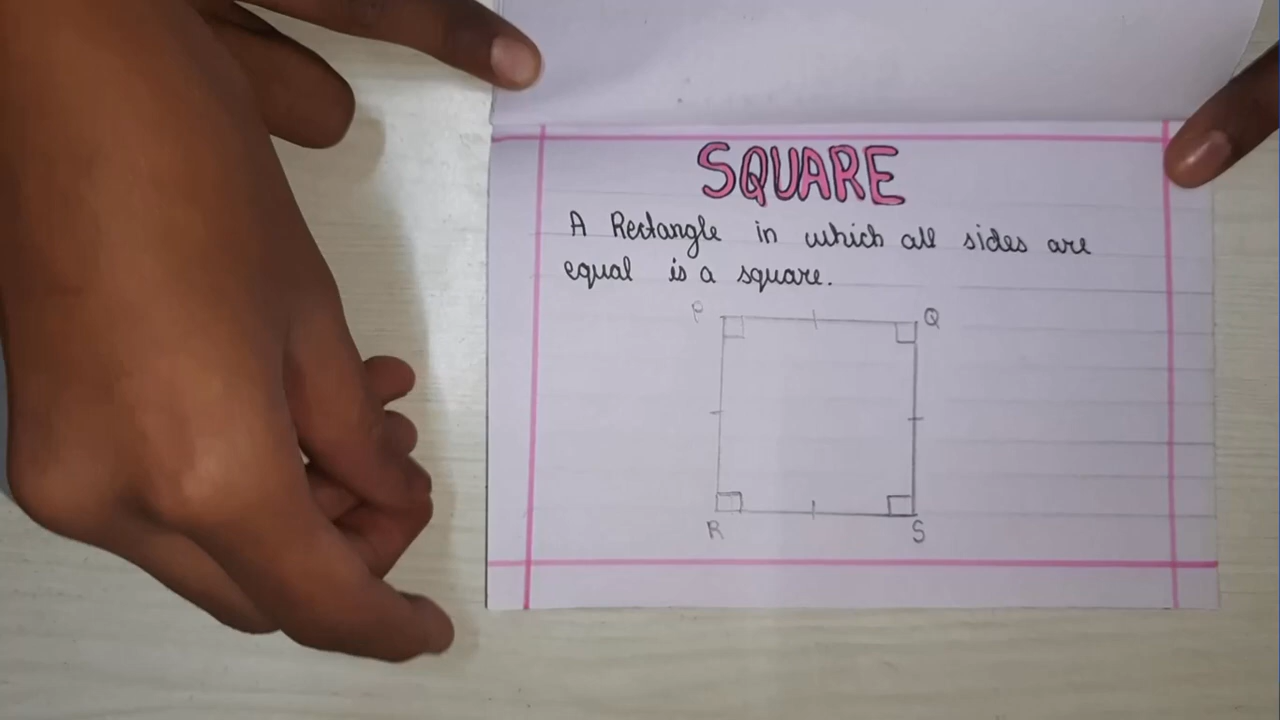 SQUARE
A Rectangle in which all sides are
equal is a square.
P Q
R S